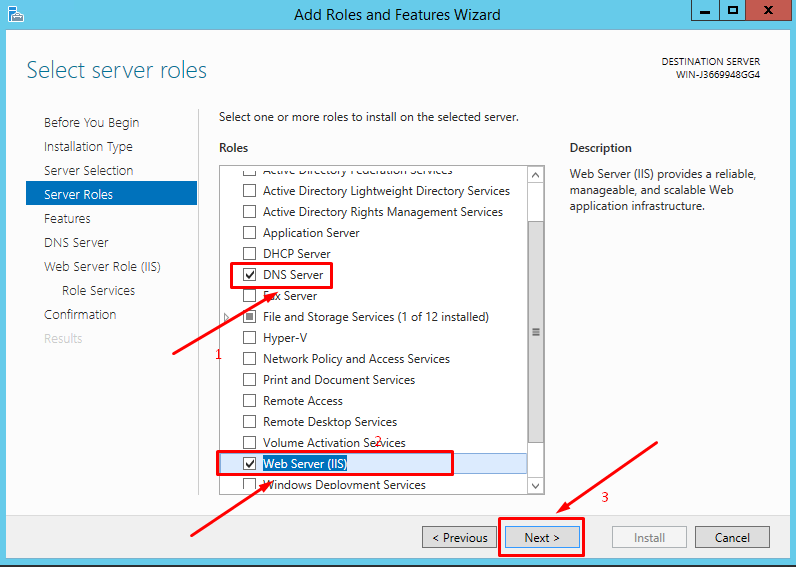 Add Roles and Features Wizard
Select server roles
DESTINATION SERVER
WIN-J3669948GG4
Before You Begin
Installation Type
Server Selection
Server Roles
Features
DNS Server
Web Server Role (IIS)
Role Services
Confirmation
Results
Select one or more roles to install on the selected server.
Roles
Active Directory Federation Services
Active Directory Lightweight Directory Services
Active Directory Rights Management Services
Application Server
DHCP Server
DNS Server
Fax Server
File and Storage Services (1 of 12 installed)
Hyper-V
Network Policy and Access Services
Print and Document Services
Remote Access
Remote Desktop Services
Volume Activation Services
Web Server (IIS)
Windows Deployment Services
1
2
3
Description
Web Server (IIS) provides a reliable,
manageable, and scalable Web
application infrastructure.
< Previous
Next >
Install
Cancel